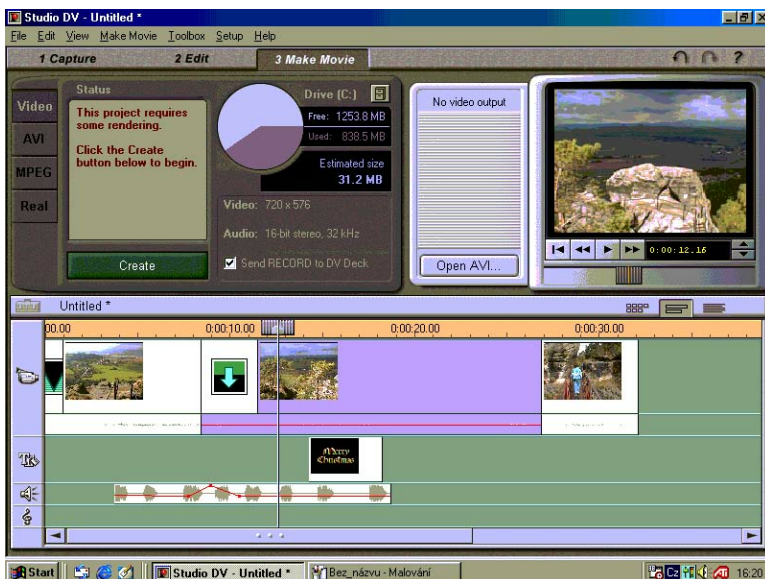 Studio DV - Untitled *
File Edit View Make Movie Toolbox Setup Help
1 Capture 2 Edit 3 Make Movie ?
Video
AVI
MPEG
Real
Status
This project requires
some rendering.
Click the Create
button below to begin.
Create
Drive (C:)
Free: 1253.8 MB
Used: 838.5 MB
Estimated size
31.2 MB
Video: 720 x 576
Audio: 16-bit stereo, 32 kHz
Send RECORD to DV Deck
No video output
Open AVI...
0:00:12.16
Untitled *
00.00 0:00:10.00 0:00:20.00 0:00:30.00
Merry
Christmas
Start Studio DV - Untitled * Bez_názvu - Malování Cz 16:20